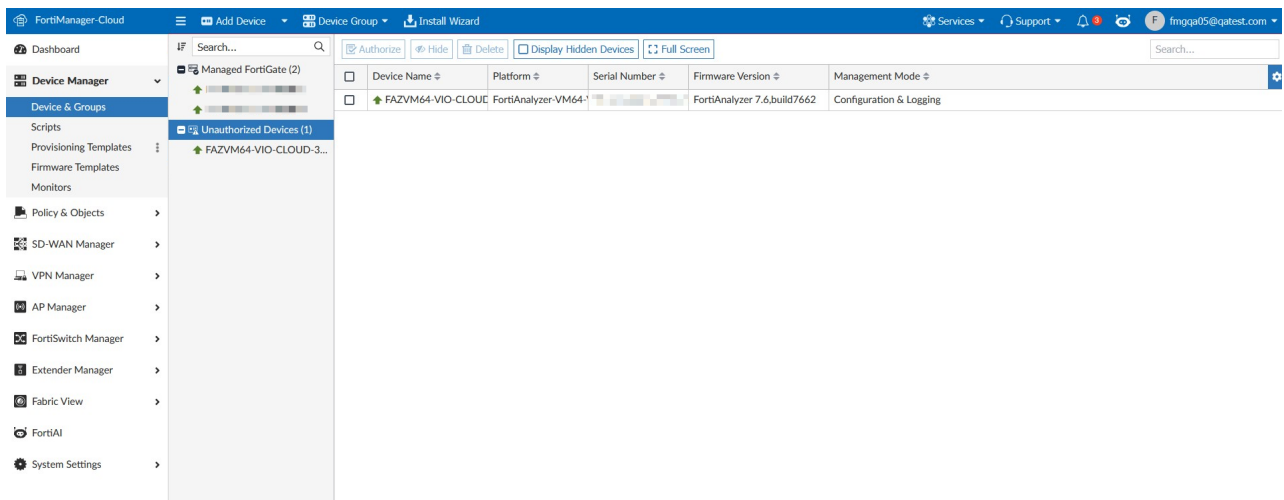 FortiManager-Cloud
Add Device
Device Group
Install Wizard
Services
Support
3
F
fmgqa05@qatest.com
Dashboard
Device Manager
Device & Groups
Scripts
Provisioning Templates
Firmware Templates
Monitors
Policy & Objects
SD-WAN Manager
VPN Manager
AP Manager
FortiSwitch Manager
Extender Manager
Fabric View
FortiAI
System Settings
Search...
Managed FortiGate (2)
Unauthorized Devices (1)
FAZVM64-VIO-CLOUD-3...
Authorize Hide Delete Display Hidden Devices Full Screen
Search...
Device Name Platform Serial Number Firmware Version Management Mode
FAZVM64-VIO-CLOUD FortiAnalyzer-VM64- FortiAnalyzer 7.6,build7662 Configuration & Logging